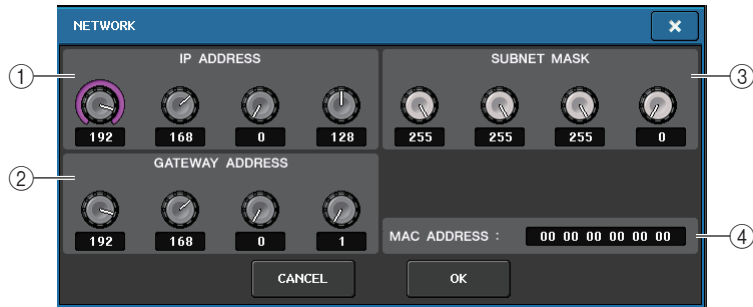 NETWORK
×
① IP ADDRESS
192 168 0 128
② GATEWAY ADDRESS
192 168 0 1
SUBNET MASK ③
255 255 255 0
MAC ADDRESS : 00 00 00 00 00 00 ④
CANCEL OK